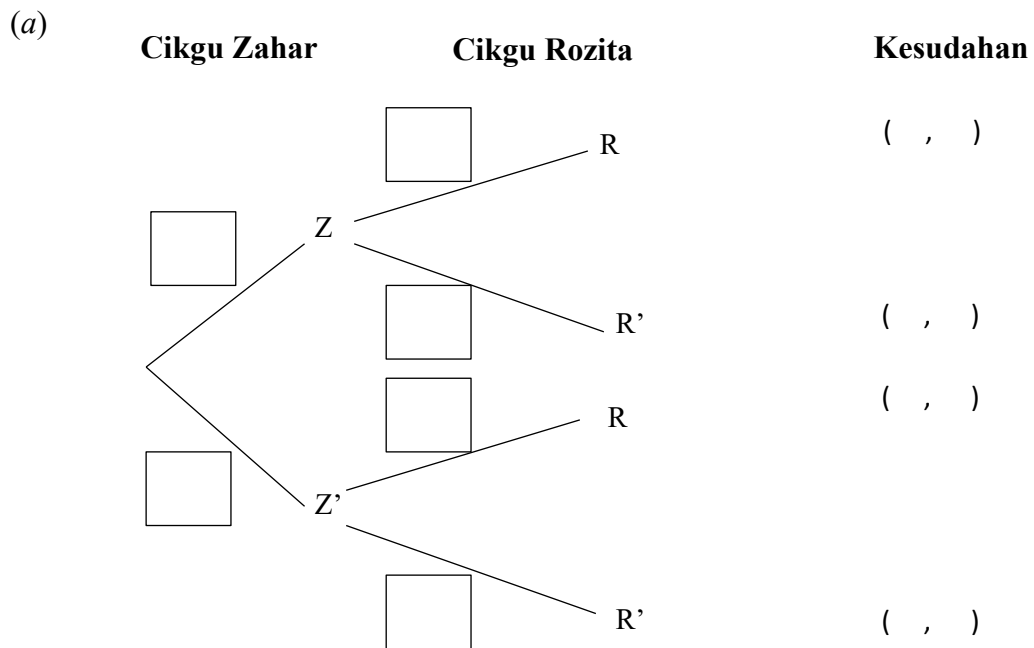 (a)
Cikgu Zahar Cikgu Rozita Kesudahan
R ( , )
Z
R’ ( , )
R ( , )
Z’
R’ ( , )